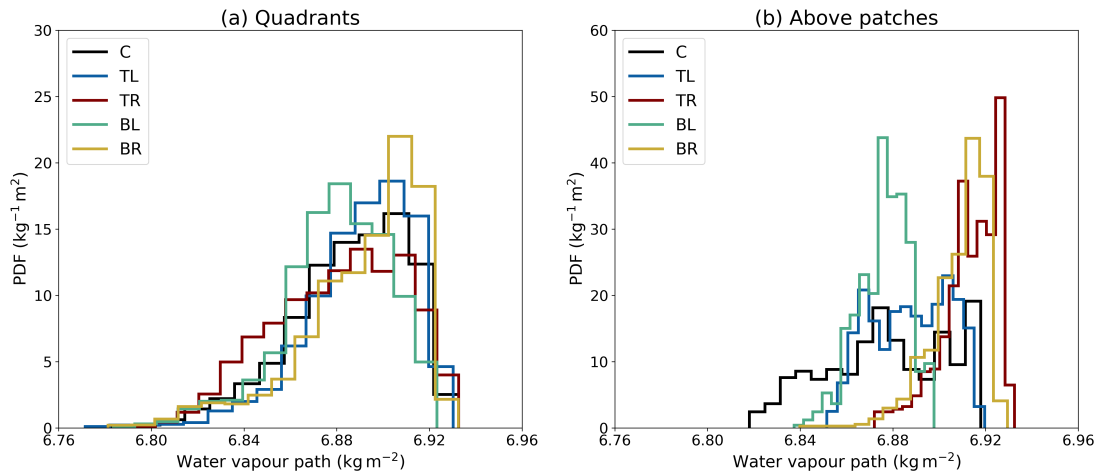 (a) Quadrants
PDF (kg⁻¹ m²)
30
25
20
15
10
5
0
C
TL
TR
BL
BR
6.76 6.80 6.84 6.88 6.92 6.96
Water vapour path (kg m⁻²)
(b) Above patches
PDF (kg⁻¹ m²)
60
50
40
30
20
10
0
C
TL
TR
BL
BR
6.76 6.80 6.84 6.88 6.92 6.96
Water vapour path (kg m⁻²)